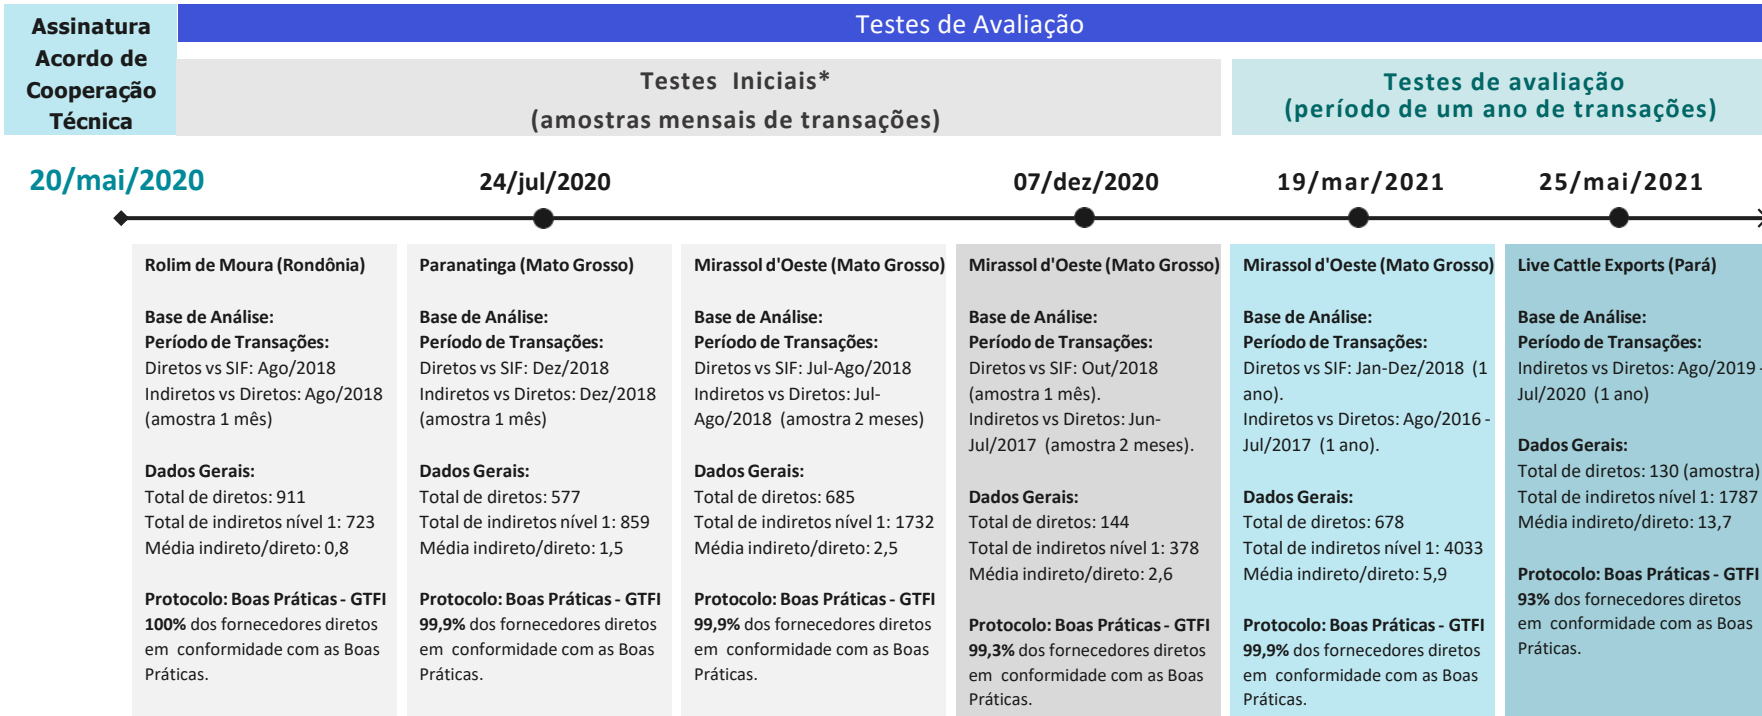 Assinatura
Acordo de
Cooperação
Técnica
Testes de Avaliação
Testes Iniciais*
(amostras mensais de transações)
Testes de avaliação
(período de um ano de transações)
20/mai/2020
24/jul/2020
07/dez/2020
19/mar/2021
25/mai/2021
Rolim de Moura (Rondônia)
Base de Análise:
Período de Transações:
Diretos vs SIF: Ago/2018
Indiretos vs Diretos: Ago/2018
(amostra 1 mês)
Dados Gerais:
Total de diretos: 911
Total de indiretos nível 1: 723
Média indireto/direto: 0,8
Protocolo: Boas Práticas - GTFI
100% dos fornecedores diretos
em conformidade com as Boas
Práticas.
Paranatinga (Mato Grosso)
Base de Análise:
Período de Transações:
Diretos vs SIF: Dez/2018
Indiretos vs Diretos: Dez/2018
(amostra 1 mês)
Dados Gerais:
Total de diretos: 577
Total de indiretos nível 1: 859
Média indireto/direto: 1,5
Protocolo: Boas Práticas - GTFI
99,9% dos fornecedores diretos
em conformidade com as Boas
Práticas.
Mirassol d'Oeste (Mato Grosso)
Base de Análise:
Período de Transações:
Diretos vs SIF: Jul-Ago/2018
Indiretos vs Diretos: Jul-
Ago/2018 (amostra 2 meses)
Dados Gerais:
Total de diretos: 685
Total de indiretos nível 1: 1732
Média indireto/direto: 2,5
Protocolo: Boas Práticas - GTFI
99,9% dos fornecedores diretos
em conformidade com as Boas
Práticas.
Mirassol d'Oeste (Mato Grosso)
Base de Análise:
Período de Transações:
Diretos vs SIF: Out/2018
(amostra 1 mês).
Indiretos vs Diretos: Jun-
Jul/2017 (amostra 2 meses).
Dados Gerais:
Total de diretos: 144
Total de indiretos nível 1: 378
Média indireto/direto: 2,6
Protocolo: Boas Práticas - GTFI
99,3% dos fornecedores diretos
em conformidade com as Boas
Práticas.
Mirassol d'Oeste (Mato Grosso)
Base de Análise:
Período de Transações:
Diretos vs SIF: Jan-Dez/2018 (1
ano).
Indiretos vs Diretos: Ago/2016 -
Jul/2017 (1 ano).
Dados Gerais:
Total de diretos: 678
Total de indiretos nível 1: 4033
Média indireto/direto: 5,9
Protocolo: Boas Práticas - GTFI
99,9% dos fornecedores diretos
em conformidade com as Boas
Práticas.
Live Cattle Exports (Pará)
Base de Análise:
Período de Transações:
Indiretos vs Diretos: Ago/2019 -
Jul/2020 (1 ano)
Dados Gerais:
Total de diretos: 130 (amostra)
Total de indiretos nível 1: 1787
Média indireto/direto: 13,7
Protocolo: Boas Práticas - GTFI
93% dos fornecedores diretos
em conformidade com as Boas
Práticas.